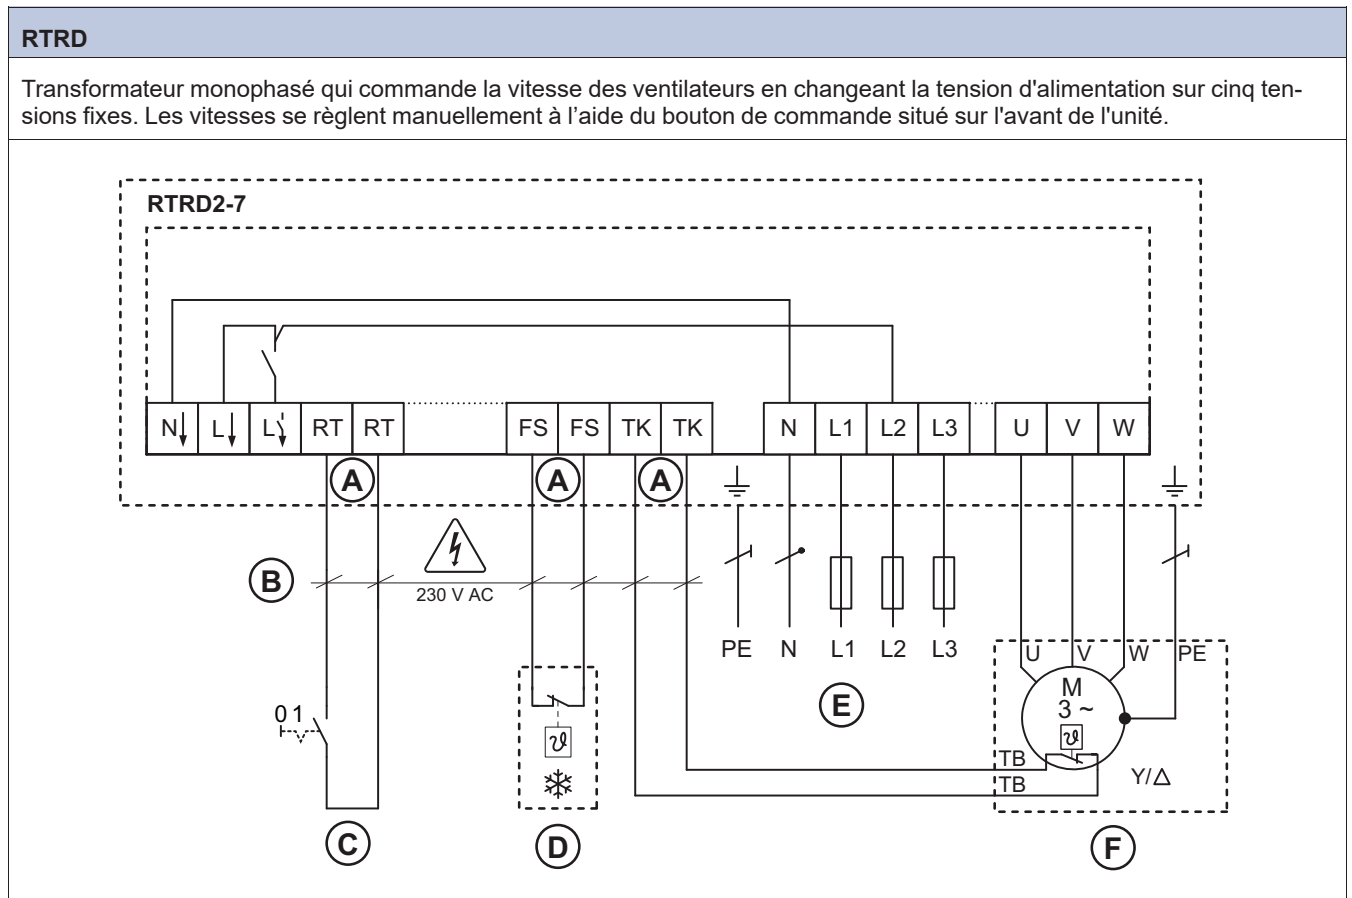 RTRD
Transformateur monophasé qui commande la vitesse des ventilateurs en changeant la tension d'alimentation sur cinq ten-
sions fixes. Les vitesses se règlent manuellement à l’aide du bouton de commande situé sur l'avant de l'unité.
RTRD2-7
N L L RT RT FS FS TK TK N L1 L2 L3 U V W
A A A
B
230 V AC
PE N L1 L2 L3
U V W PE
M
3 ~
0 1
E
ϑ ϑ
TB
TB
Y/Δ
C D F